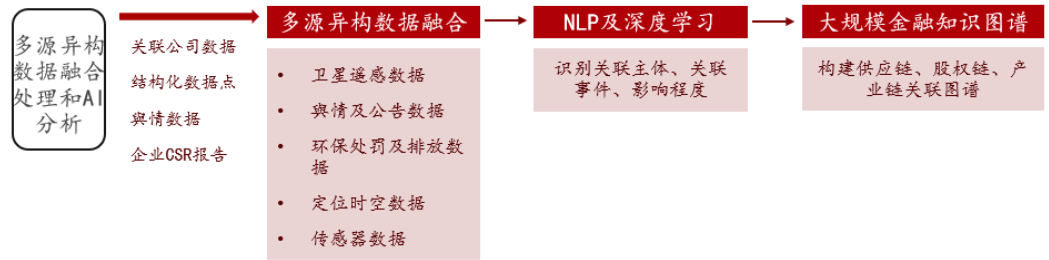 多源异构
数据融合
处理和AI
分析
关联公司数据
结构化数据点
舆情数据
企业CSR报告
多源异构数据融合
• 卫星遥感数据
• 舆情及公告数据
• 环保处罚及排放数
据
• 定位时空数据
• 传感器数据
NLP及深度学习
识别关联主体、关联
事件、影响程度
大规模金融知识图谱
构建供应链、股权链、产
业链关联图谱